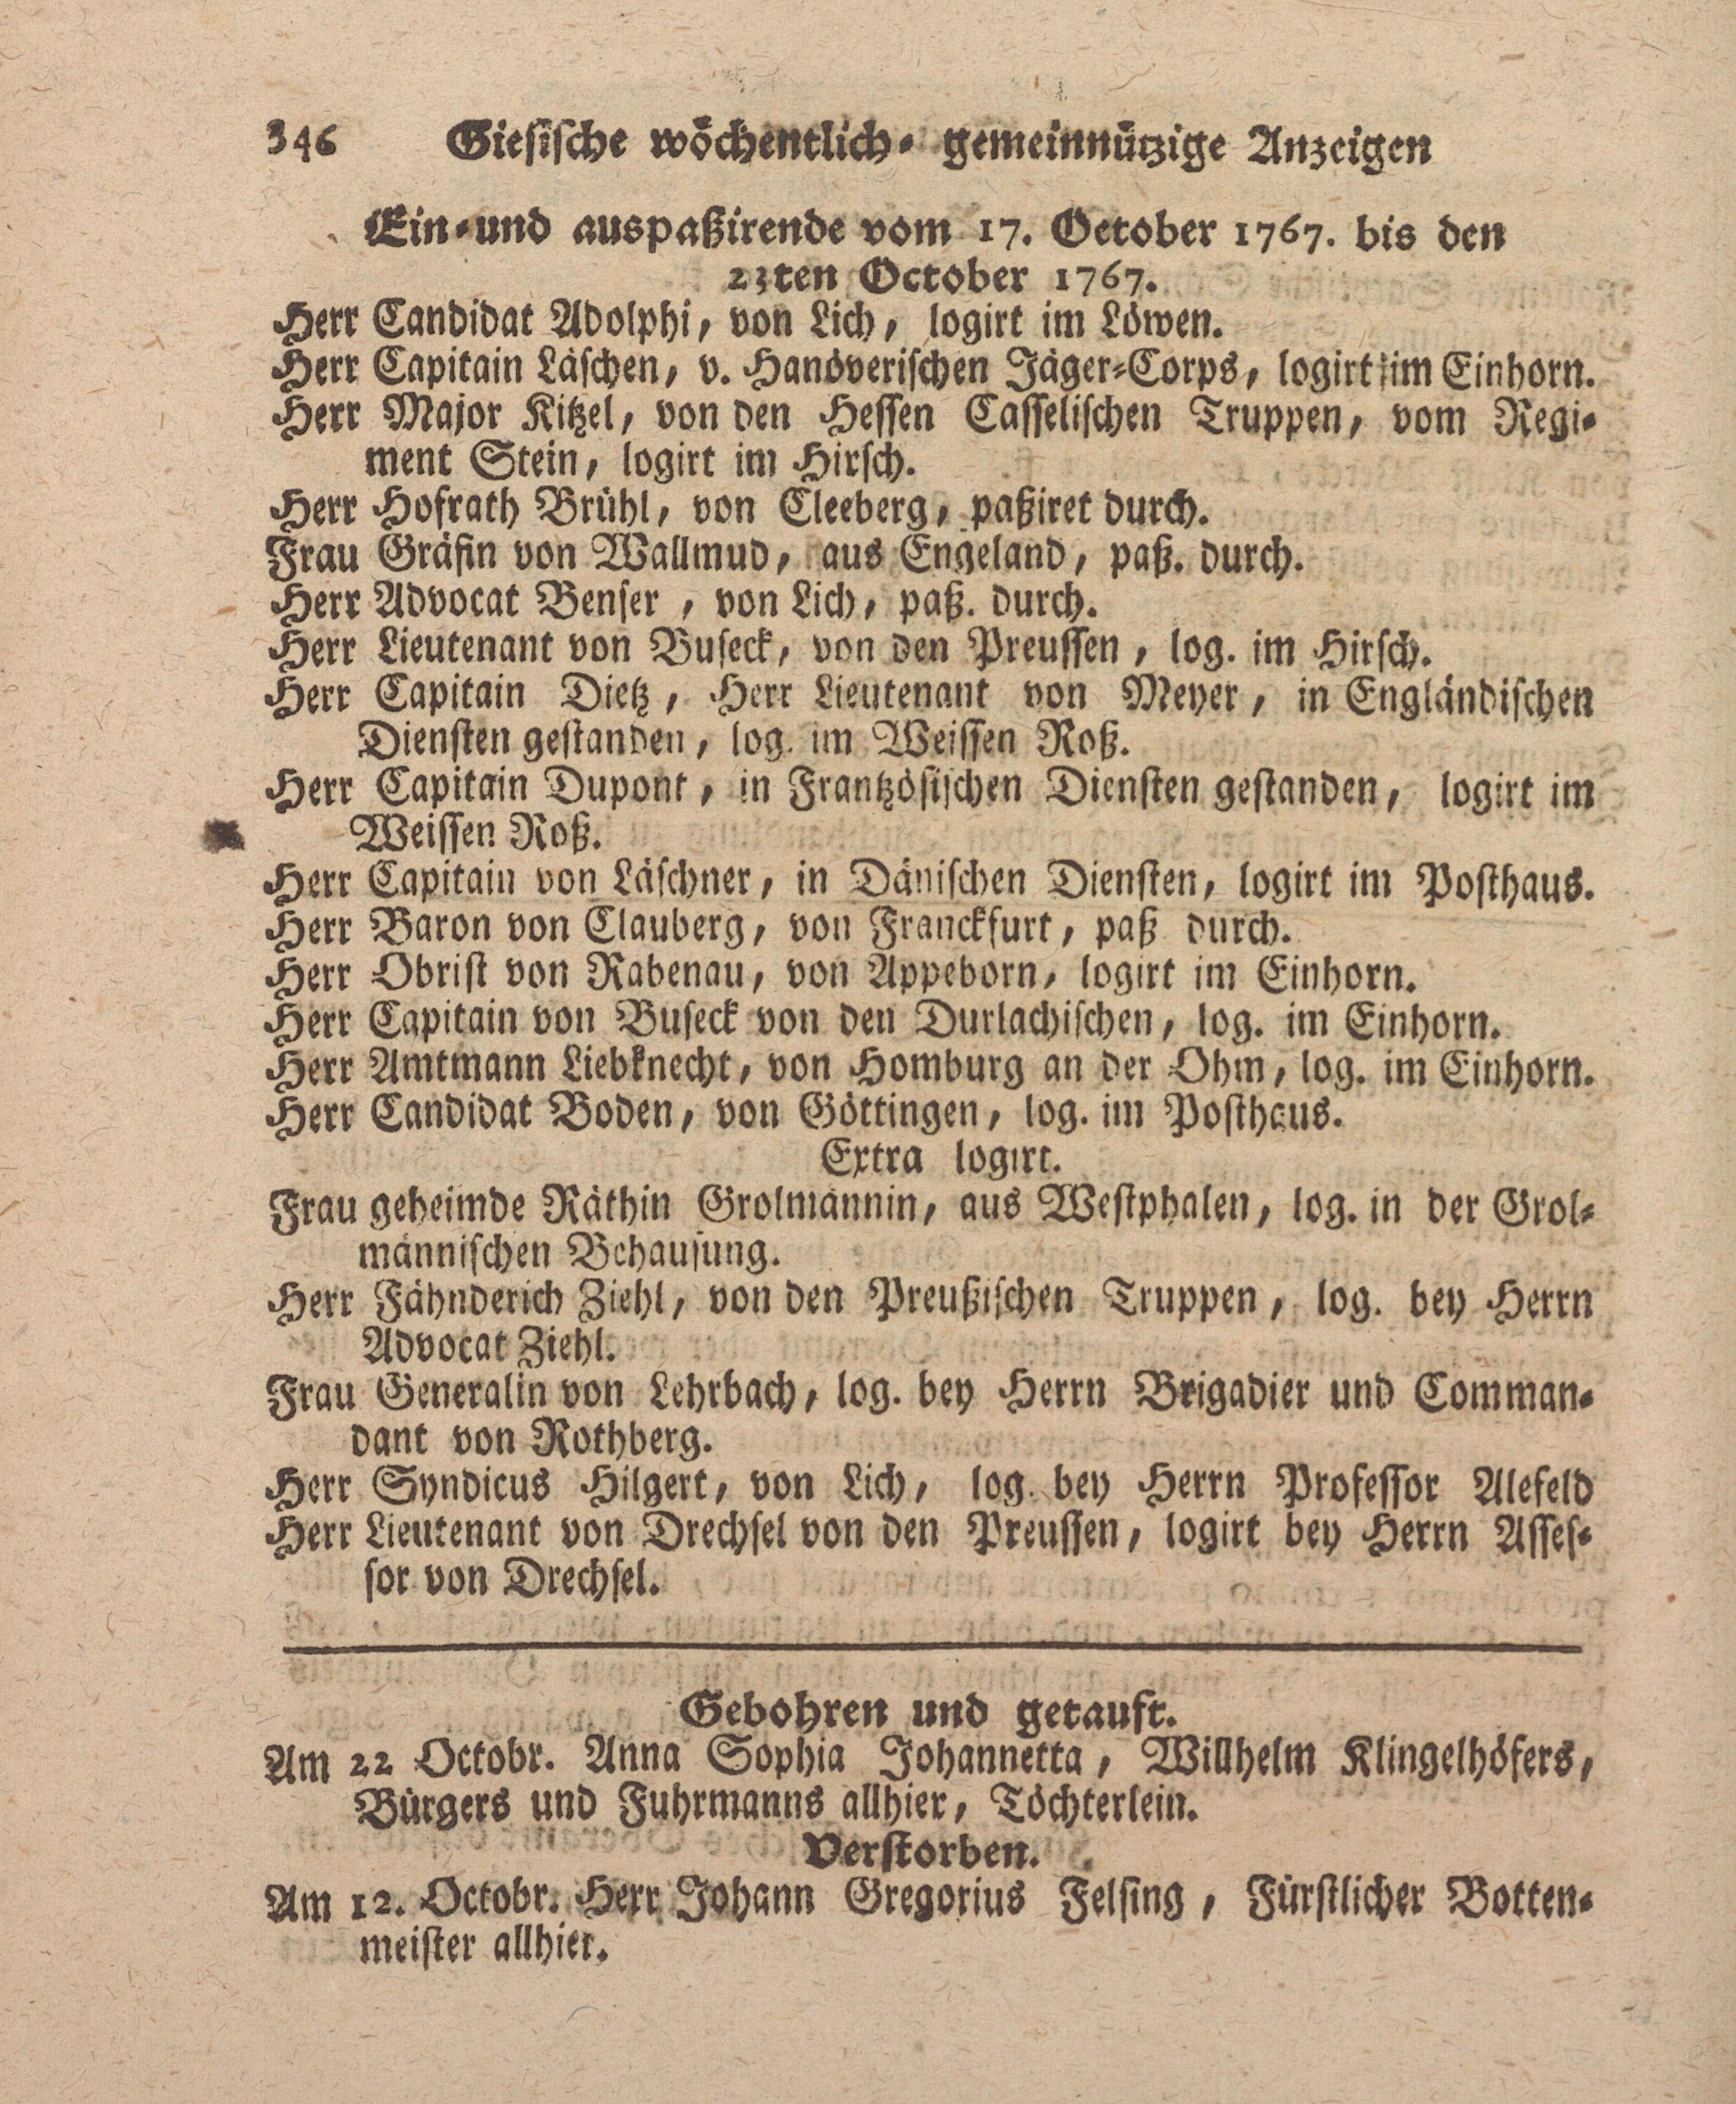 346 Giesische wöchentlich- gemeinnützige Anzeigen
Ein-und auspaßirende vom 17. Oetober 1767. bis den
23ten October 1767.
Herr Candidat Adolphi, von Lich, logirt im Löwen.
Herr Capitain Läschen, v. Hanöverischen Jäger-Corps, logirt im Einhorn.
Herr Major Kitzel, von den Hessen Casselischen Truppen, vom Regi-
ment Stein, logirt im Hirsch.
Herr Hofrath Brühl, von Cleeberg, paßiret durch.
Frau Gräfin von Wallmud, aus Engeland, paß. durch.
Herr Advocat Benser, von Lich, paß. durch.
Herr Lieutenant von Buseck, von den Preussen, log. im Hirsch.
Herr Capitain Dietz, Herr Lieutenant von Meyer, in Engländischen
Diensten gestanden, log. im Weissen Roß.
Herr Capitain Dupont, in Frantzösischen Diensten gestanden, logirt im
Weissen Roß.
Herr Capitain von Läschner, in Dänischen Diensten, logirt im Posthaus.
Herr Baron von Clauberg, von Franckfurt, paß durch.
Herr Obrist von Rabenau, von Appeborn, logirt im Einhorn.
Herr Capitain von Buseck von den Durlachischen, log. im Einhorn.
Herr Amtmann Liebknecht, von Homburg an der Ohm, log. im Einhorn.
Herr Candidat Boden, von Göttingen, log. im Posthaus.
Extra logirt.
Frau geheimde Räthin Grolmännin, aus Westphalen, log. in der Grol-
männischen Behausung.
Herr Fähnderich Ziehl, von den Preußischen Truppen, log. bey Herrn
Advocat Ziehl.
Frau Generalin von Lehrbach, log. bey Herrn Brigadier und Comman-
dant von Rothberg.
Herr Syndicus Hilgert, von Lich, log. bey Herrn Professor Alefeld
Herr Lieutenant von Drechsel von den Preussen, logirt bey Herrn Asses-
sor von Drechsel.
Gebohren und getauft.
Am 22 Octobr. Anna Sophia Johannetta, Willhelm Klingelhöfers,
Bürgers und Fuhrmanns allhier, Töchterlein.
Verstorben.
Am 12. Octobr. Herr Johann Gregorius Felsing, Fürstlicher Botten-
meister allhier.